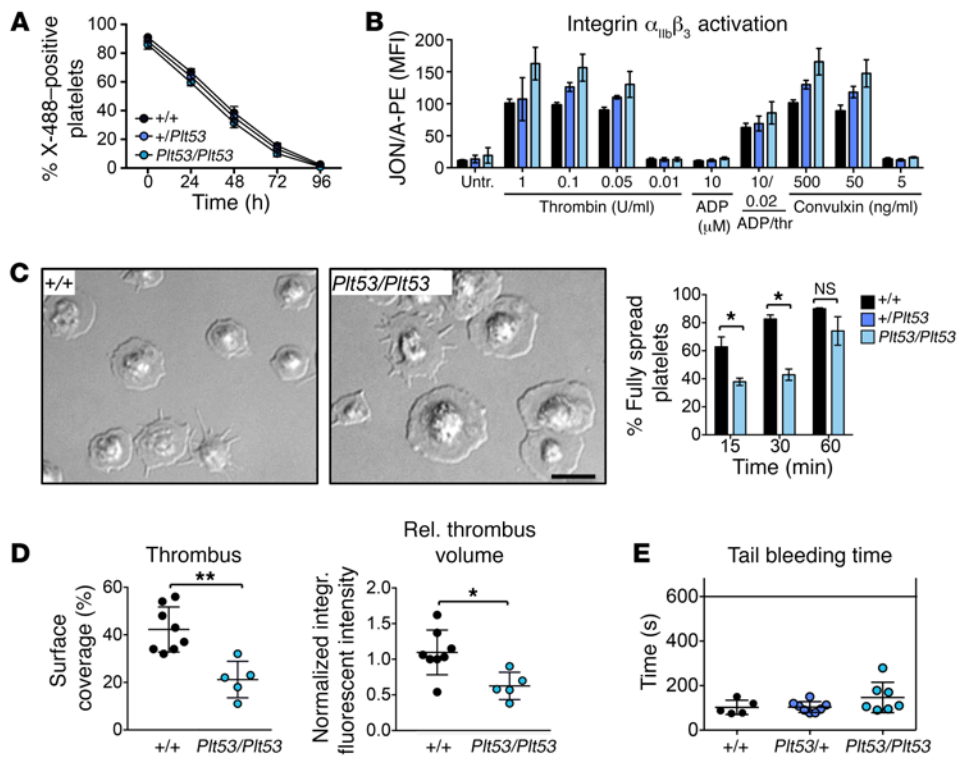 A
% X-488–positive
platelets
100
80
60
40
20
0
+/+
+/Plt53
Plt53/Plt53
0 24 48 72 96
Time (h)
B
Integrin αIIbβ3 activation
JON/A-PE (MFI)
200
150
100
50
0
Untr. 1 0.1 0.05 0.01 10 10/ 500 50 5
0.02
Thrombin (U/ml) ADP Convulxin (ng/ml)
(μM) ADP/thr
C
+/+
Plt53/Plt53
% Fully spread
platelets
100
80
60
40
20
0
* * NS
+/+
+/Plt53
Plt53/Plt53
15 30 60
Time (min)
D
Thrombus
Surface
coverage (%)
60
40
20
0
**
+/+ Plt53/Plt53
Rel. thrombus
volume
Normalized integr.
fluorescent intensity
2.0
1.5
1.0
0.5
0.0
*
+/+ Plt53/Plt53
E
Tail bleeding time
Time (s)
600
400
200
0
+/+ Plt53/+ Plt53/Plt53